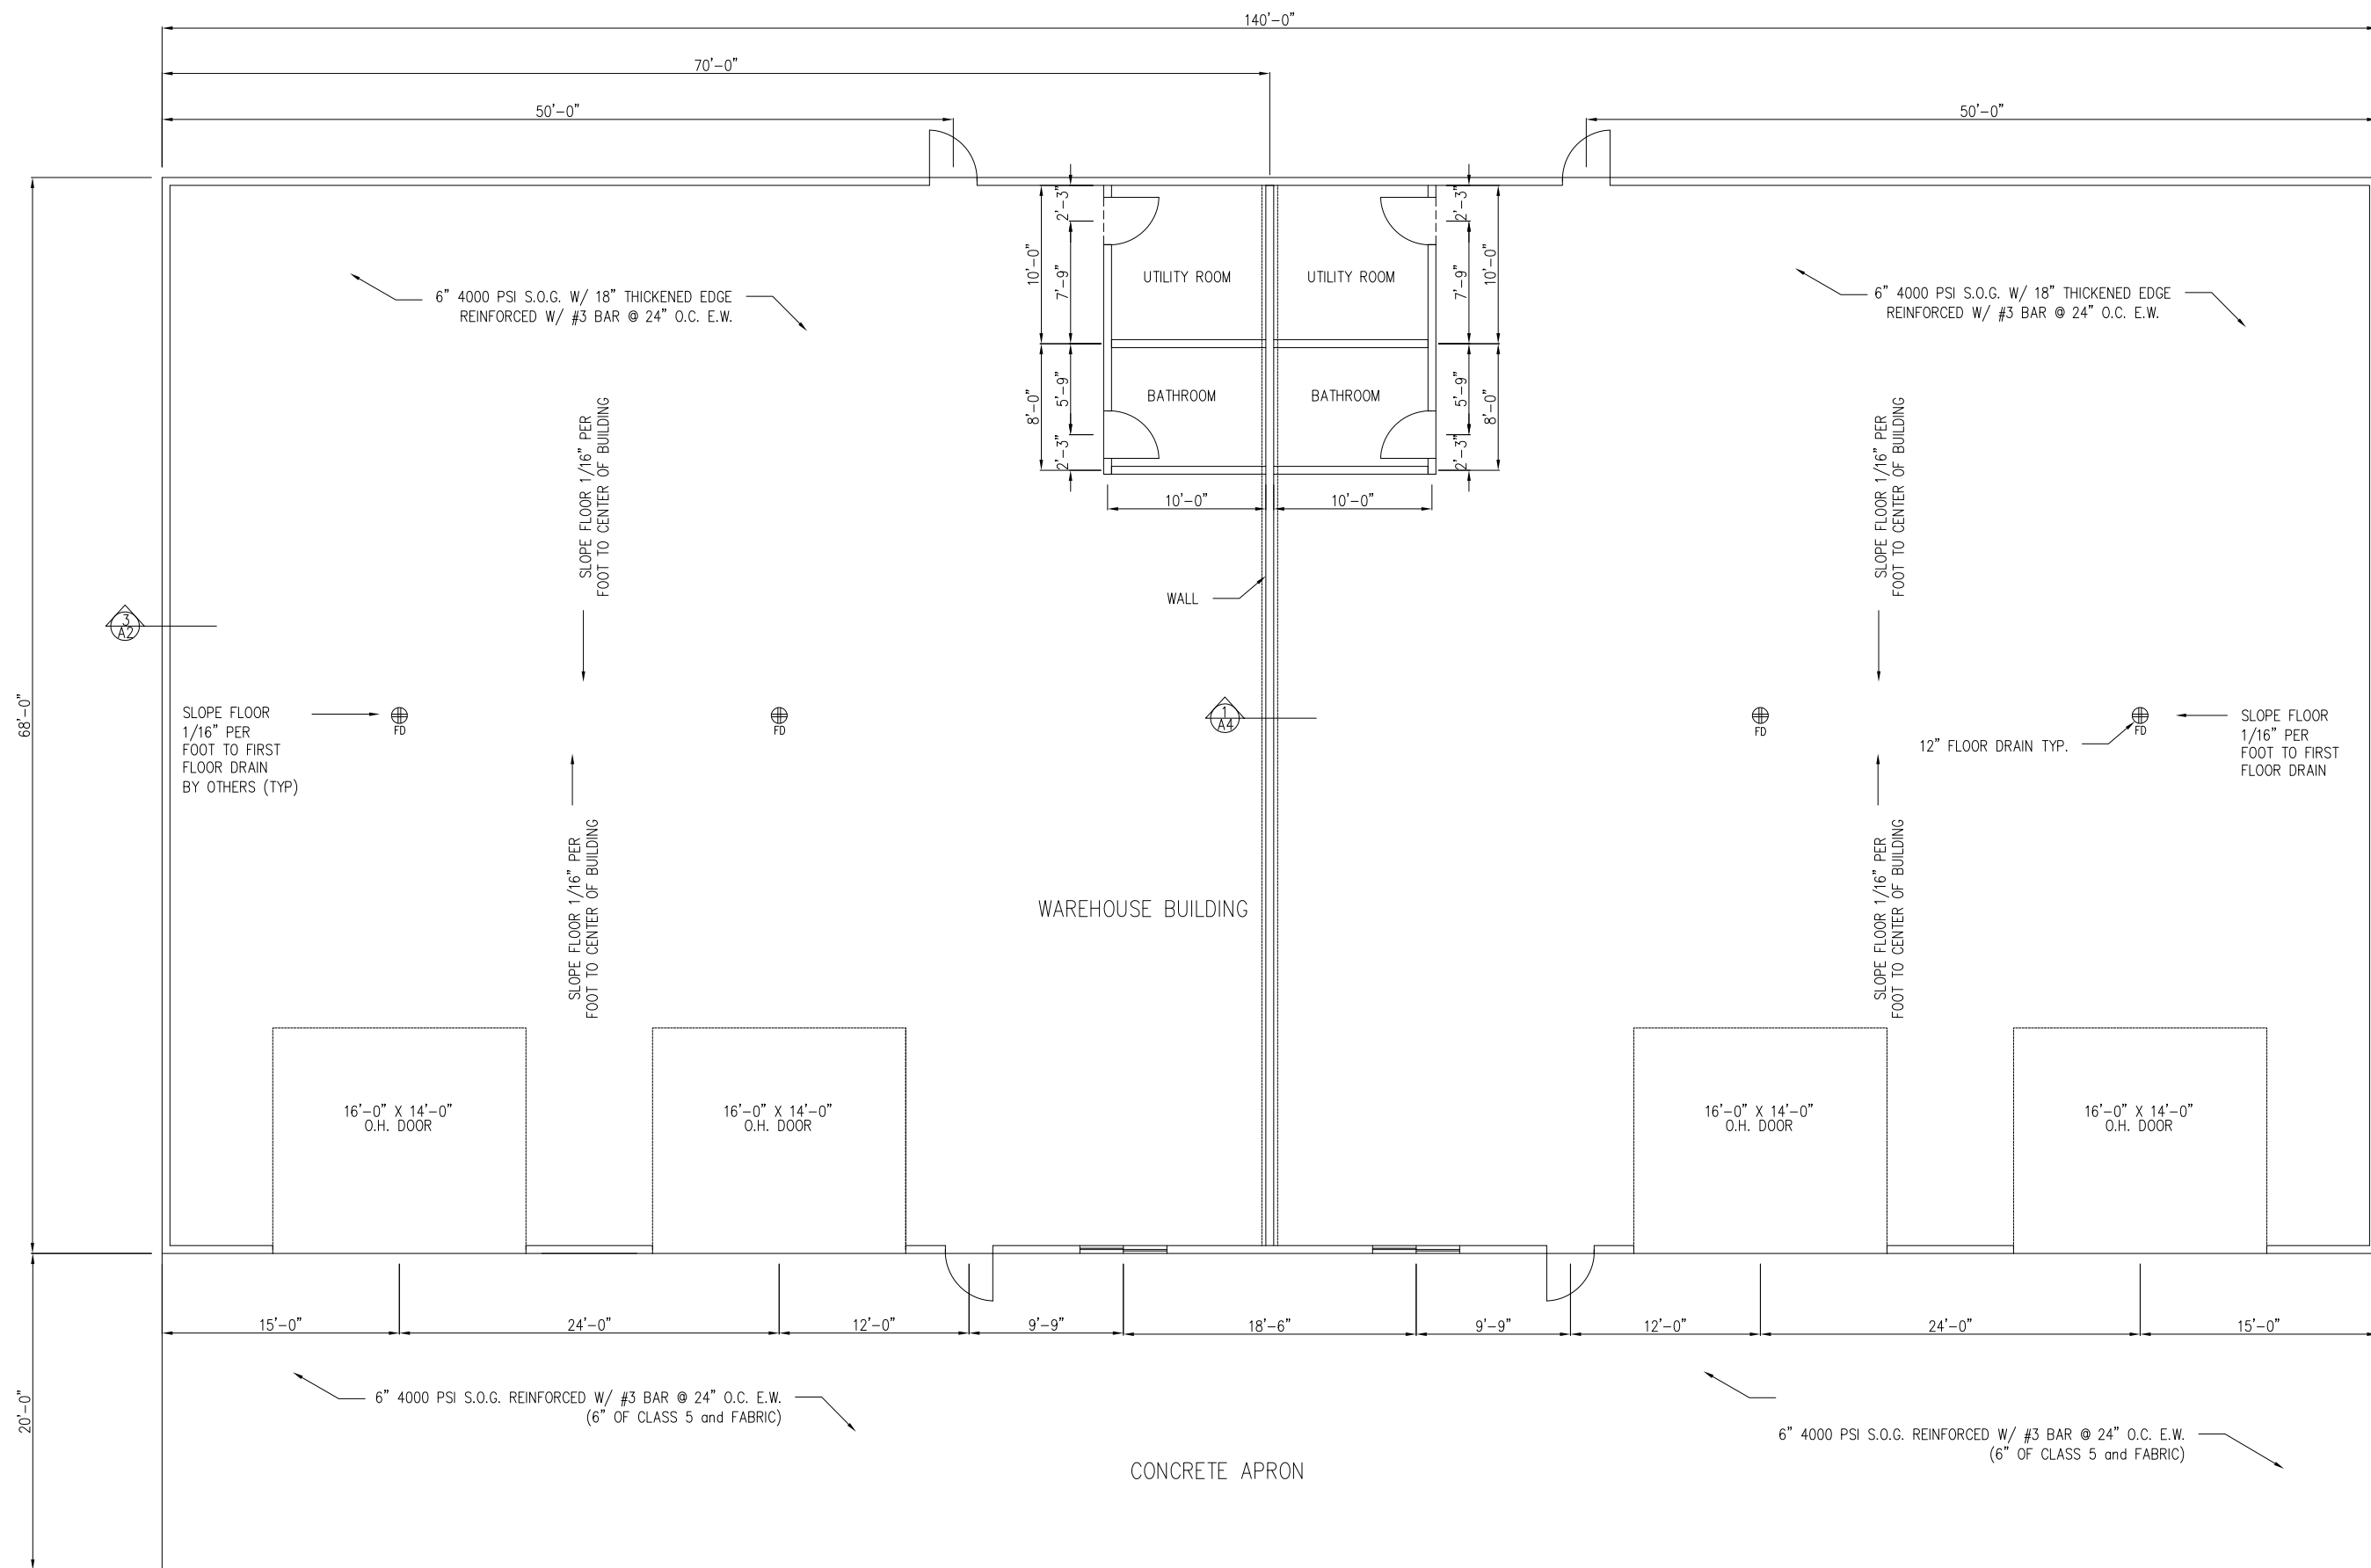 140'-0"
70'-0"
50'-0"
50'-0"
2'-3"
10'-0"
7'-9"
UTILITY ROOM
UTILITY ROOM
2'-3"
7'-9"
10'-0"
6" 4000 PSI S.O.G. W/ 18" THICKENED EDGE
REINFORCED W/ #3 BAR @ 24" O.C. E.W.
6" 4000 PSI S.O.G. W/ 18" THICKENED EDGE
REINFORCED W/ #3 BAR @ 24" O.C. E.W.
8'-0"
5'-9"
2'-3"
BATHROOM
BATHROOM
5'-9"
2'-3"
8'-0"
10'-0"
10'-0"
SLOPE FLOOR 1/16" PER
FOOT TO CENTER OF BUILDING
SLOPE FLOOR 1/16" PER
FOOT TO CENTER OF BUILDING
WALL
3
A2
68'-0"
SLOPE FLOOR
1/16" PER
FOOT TO FIRST
FLOOR DRAIN
BY OTHERS (TYP)
FD
FD
1
A4
FD
12" FLOOR DRAIN TYP.
FD
SLOPE FLOOR
1/16" PER
FOOT TO FIRST
FLOOR DRAIN
SLOPE FLOOR 1/16" PER
FOOT TO CENTER OF BUILDING
WAREHOUSE BUILDING
SLOPE FLOOR 1/16" PER
FOOT TO CENTER OF BUILDING
16'-0" X 14'-0"
O.H. DOOR
16'-0" X 14'-0"
O.H. DOOR
16'-0" X 14'-0"
O.H. DOOR
16'-0" X 14'-0"
O.H. DOOR
15'-0"
24'-0"
12'-0"
9'-9"
18'-6"
9'-9"
12'-0"
24'-0"
15'-0"
20'-0"
6" 4000 PSI S.O.G. REINFORCED W/ #3 BAR @ 24" O.C. E.W.
(6" OF CLASS 5 and FABRIC)
6" 4000 PSI S.O.G. REINFORCED W/ #3 BAR @ 24" O.C. E.W.
(6" OF CLASS 5 and FABRIC)
CONCRETE APRON